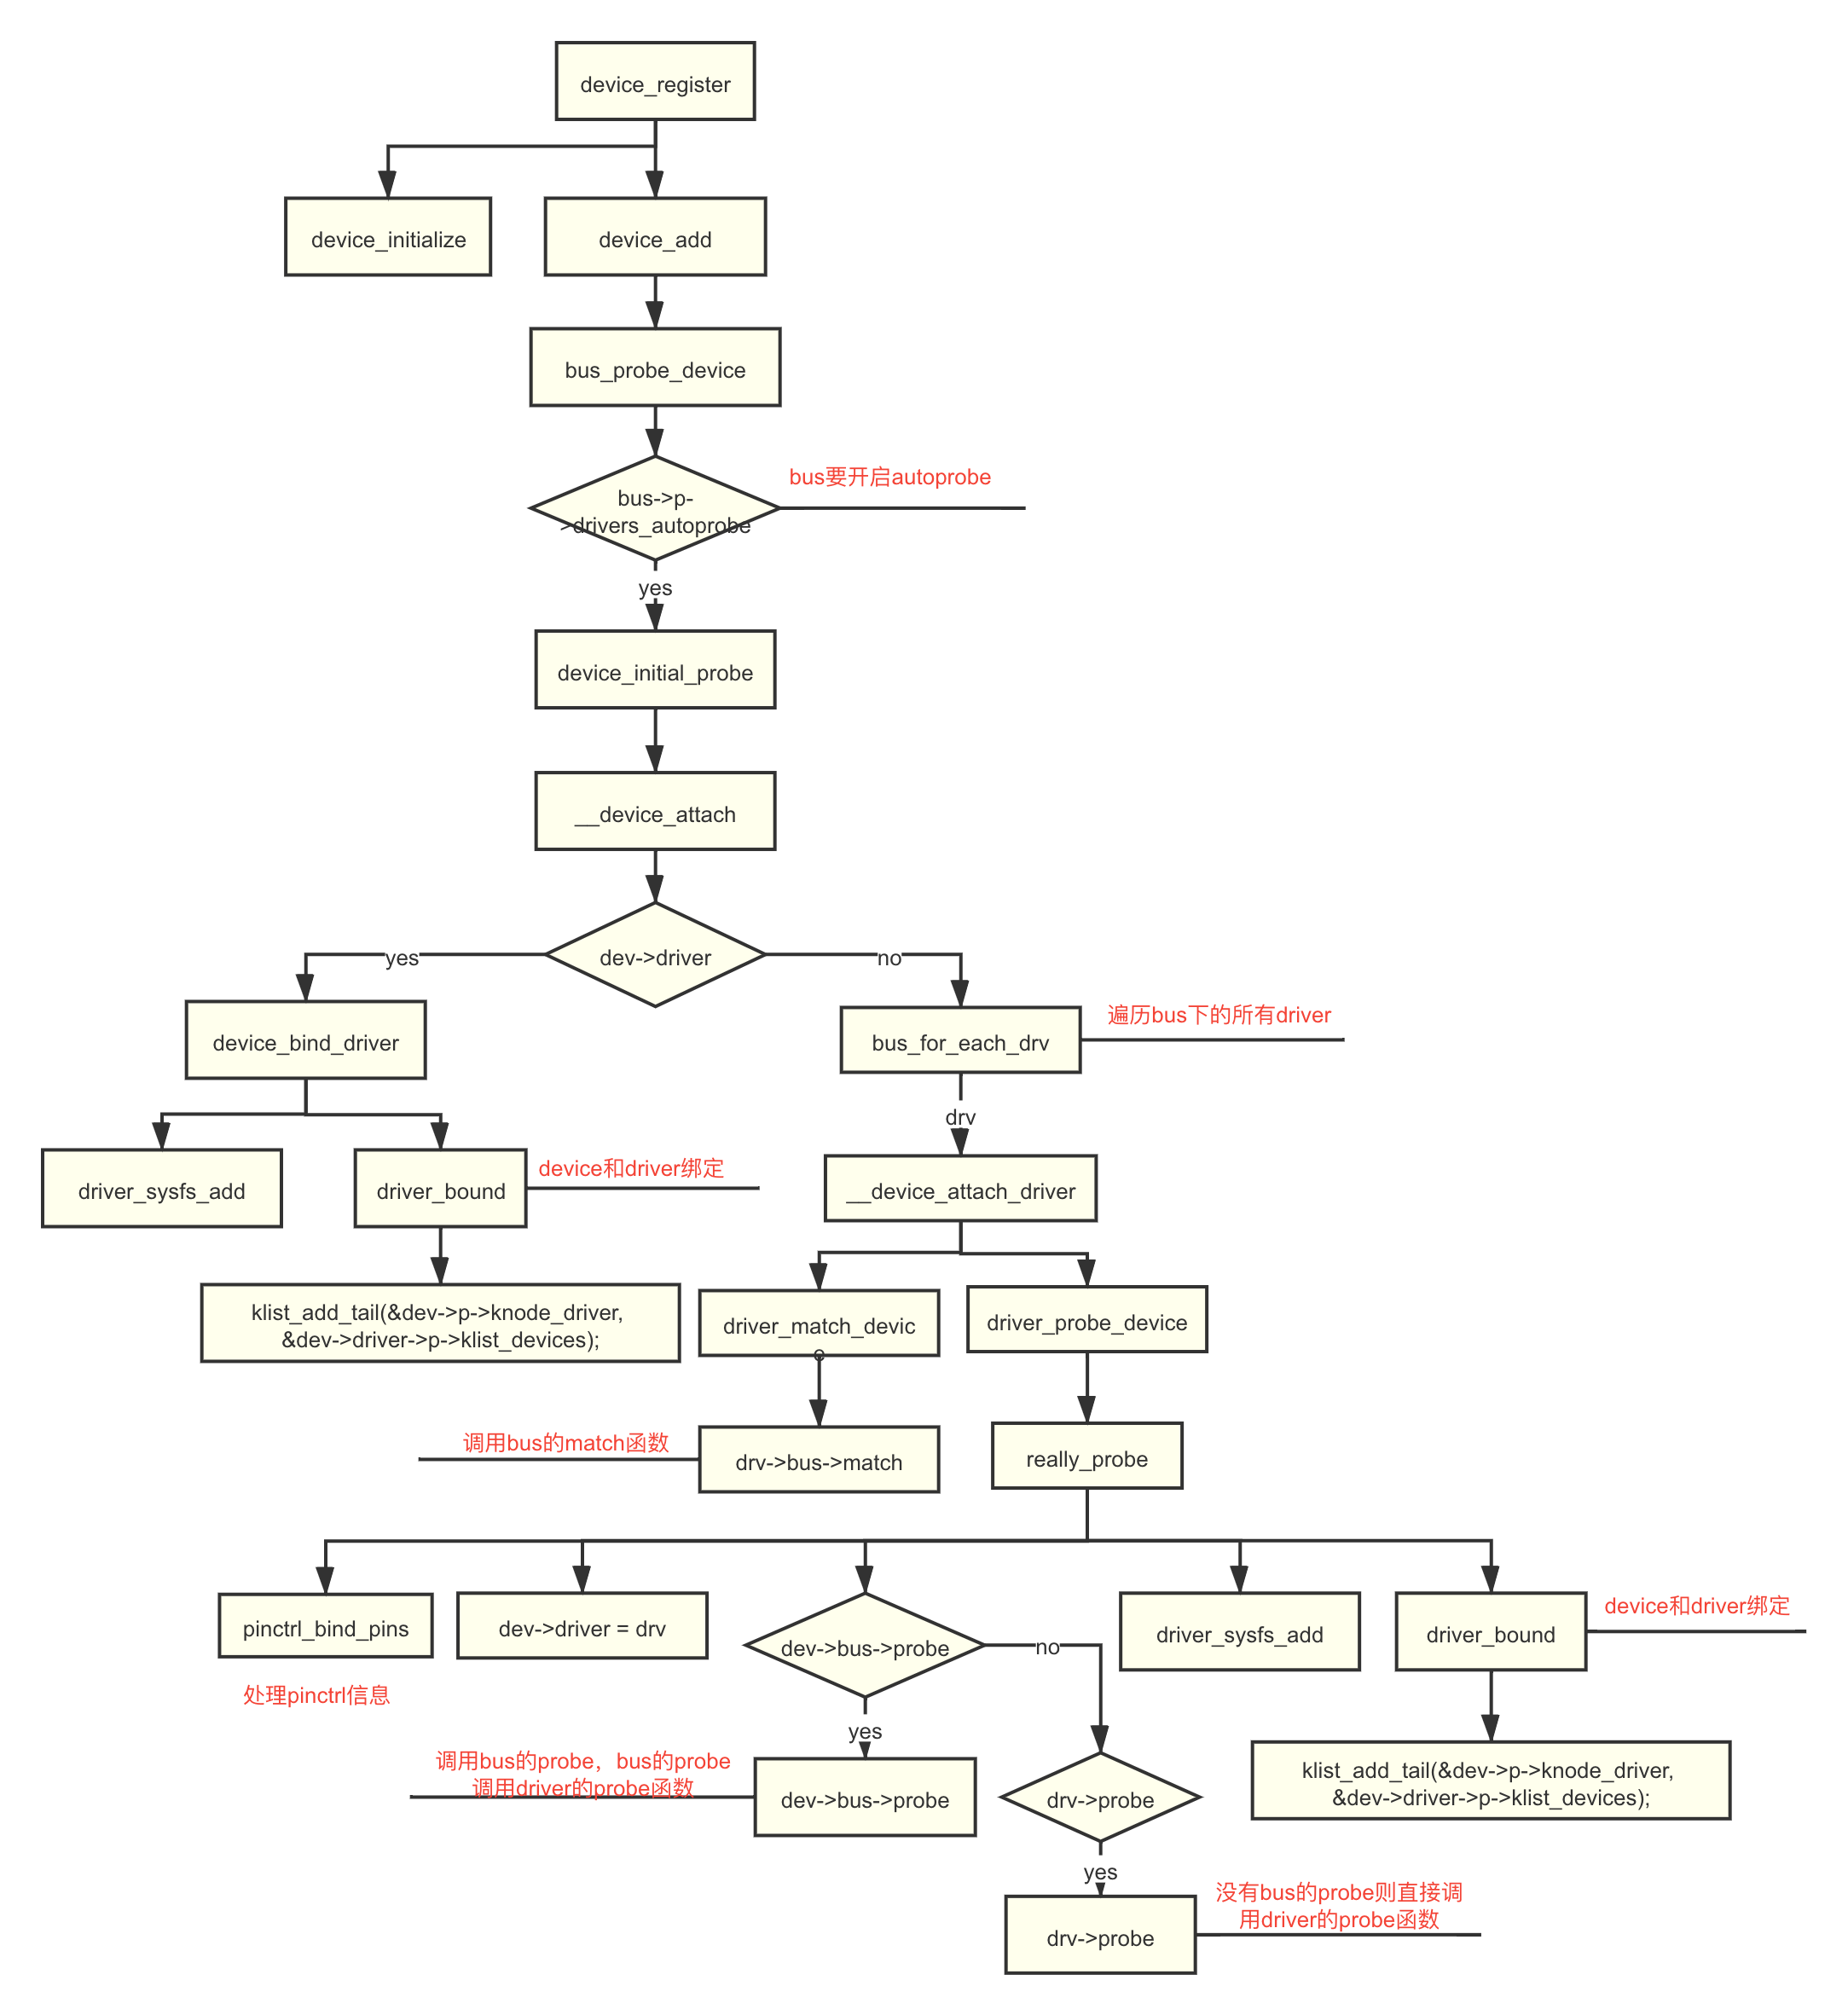 device_register
device_initialize
device_add
bus_probe_device
bus要开启autoprobe
bus->p-
>drivers_autoprobe
yes
device_initial_probe
__device_attach
dev->driver
yes
no
device_bind_driver
bus_for_each_drv
遍历bus下的所有driver
drv
driver_sysfs_add
driver_bound
device和driver绑定
__device_attach_driver
klist_add_tail(&dev->p->knode_driver,
&dev->driver->p->klist_devices);
driver_match_devic
e
driver_probe_device
调用bus的match函数
drv->bus->match
really_probe
pinctrl_bind_pins
处理pinctrl信息
dev->driver = drv
dev->bus->probe
no
yes
driver_sysfs_add
driver_bound
device和driver绑定
调用bus的probe，bus的probe
调用driver的probe函数
dev->bus->probe
drv->probe
klist_add_tail(&dev->p->knode_driver,
&dev->driver->p->klist_devices);
yes
drv->probe
没有bus的probe则直接调
用driver的probe函数